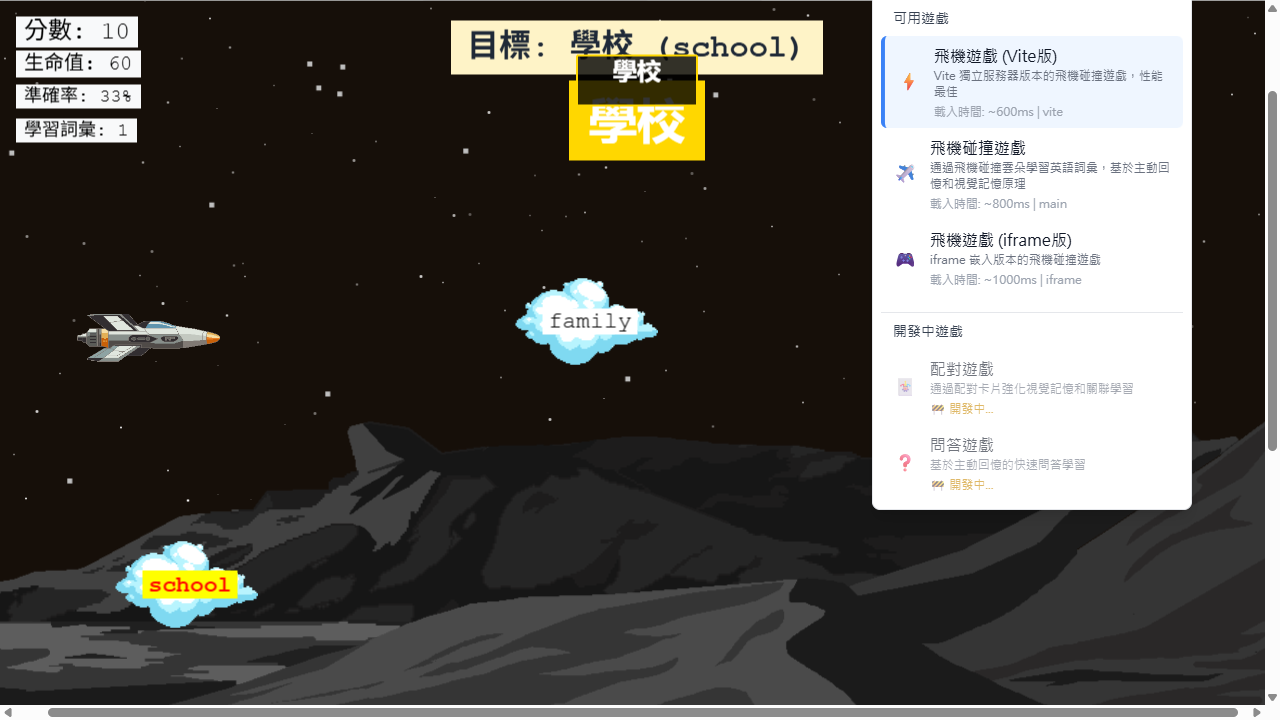 分數: 10
生命值: 60
準確率: 33%
學習詞彙: 1
目標: 學校 (school)
學校
學校
family
school
可用遊戲
飛機遊戲 (Vite版)
Vite 獨立服務器版本的飛機碰撞遊戲，性能
最佳
載入時間: ~600ms | vite
飛機碰撞遊戲
通過飛機碰撞雲朵學習英語詞彙，基於主動回
憶和視覺記憶原理
載入時間: ~800ms | main
飛機遊戲 (iframe版)
iframe 嵌入版本的飛機碰撞遊戲
載入時間: ~1000ms | iframe
開發中遊戲
配對遊戲
通過配對卡片強化視覺記憶和關聯學習
開發中...
問答遊戲
基於主動回憶的快速問答學習
開發中...